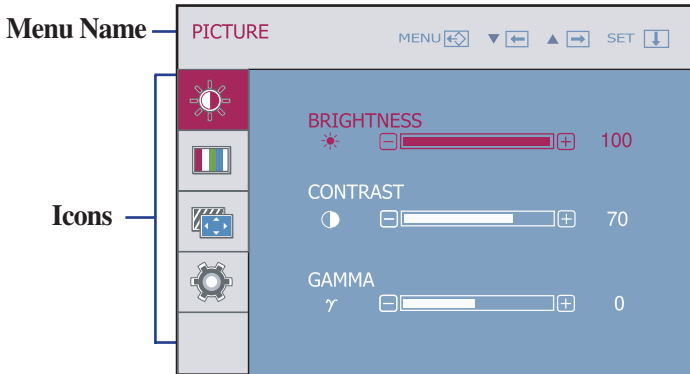 Menu Name
PICTURE
MENU ▼ ▲ SET
Icons
BRIGHTNESS
100
CONTRAST
70
GAMMA
γ 0